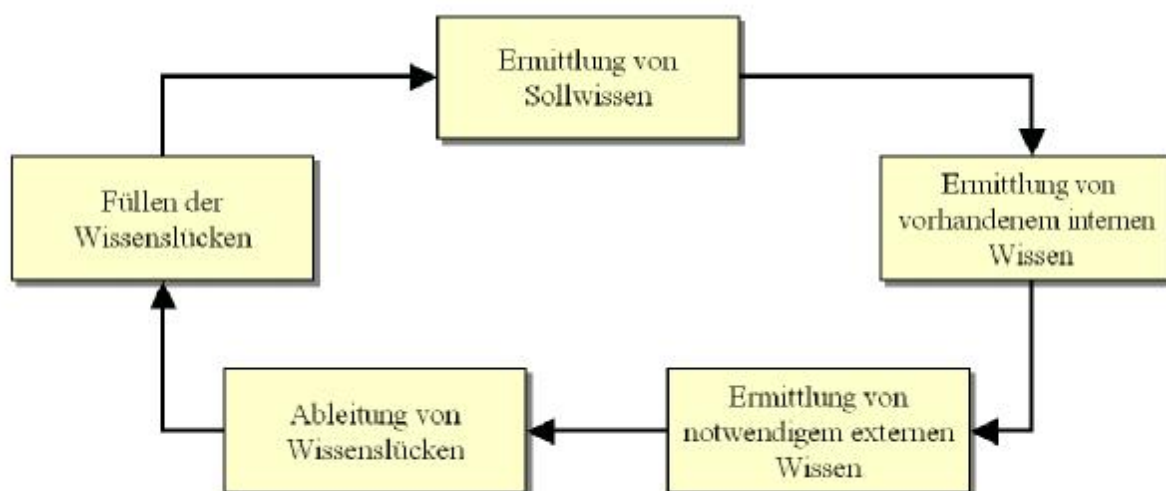 Ermittlung von
Sollwissen
Ermittlung von
vorhandenem internen
Wissen
Ermittlung von
notwendigem externen
Wissen
Ableitung von
Wissenslücken
Füllen der
Wissenslücken